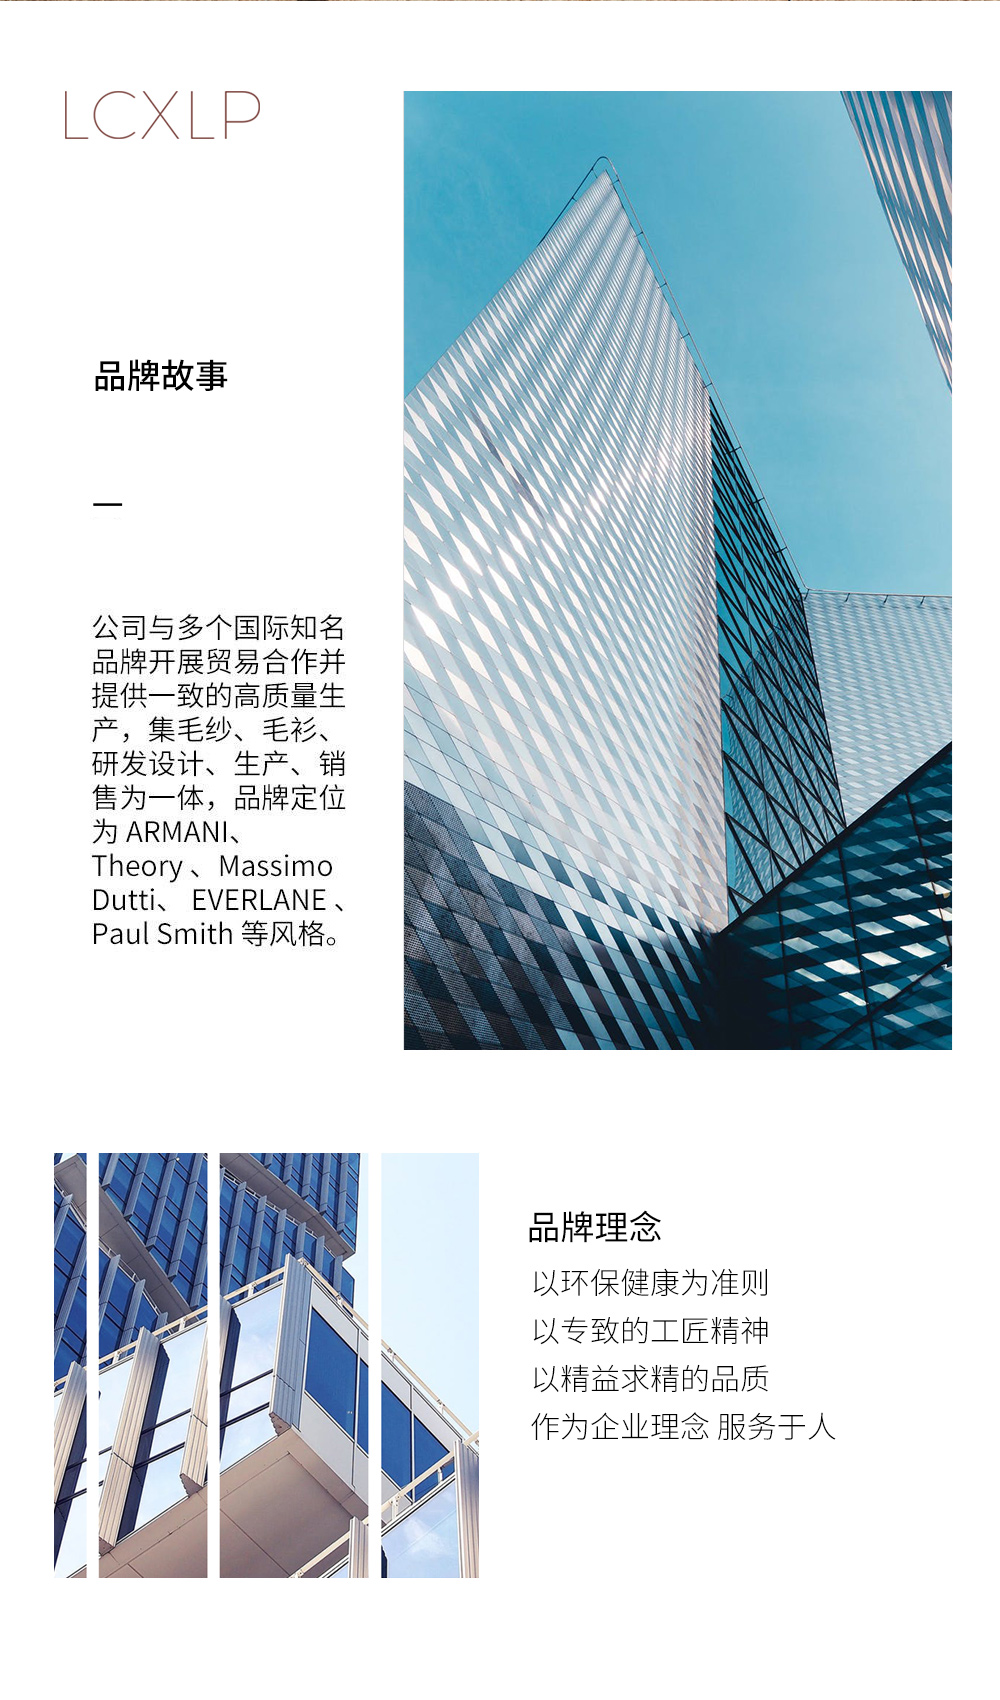 LCXLP
品牌故事
公司与多个国际知名
品牌开展贸易合作并
提供一致的高质量生
产，集毛纱、毛衫、
研发设计、生产、销
售为一体，品牌定位
为 ARMANI、
Theory 、Massimo
Dutti、 EVERLANE 、
Paul Smith 等风格。
品牌理念
以环保健康为准则
以专致的工匠精神
以精益求精的品质
作为企业理念 服务于人